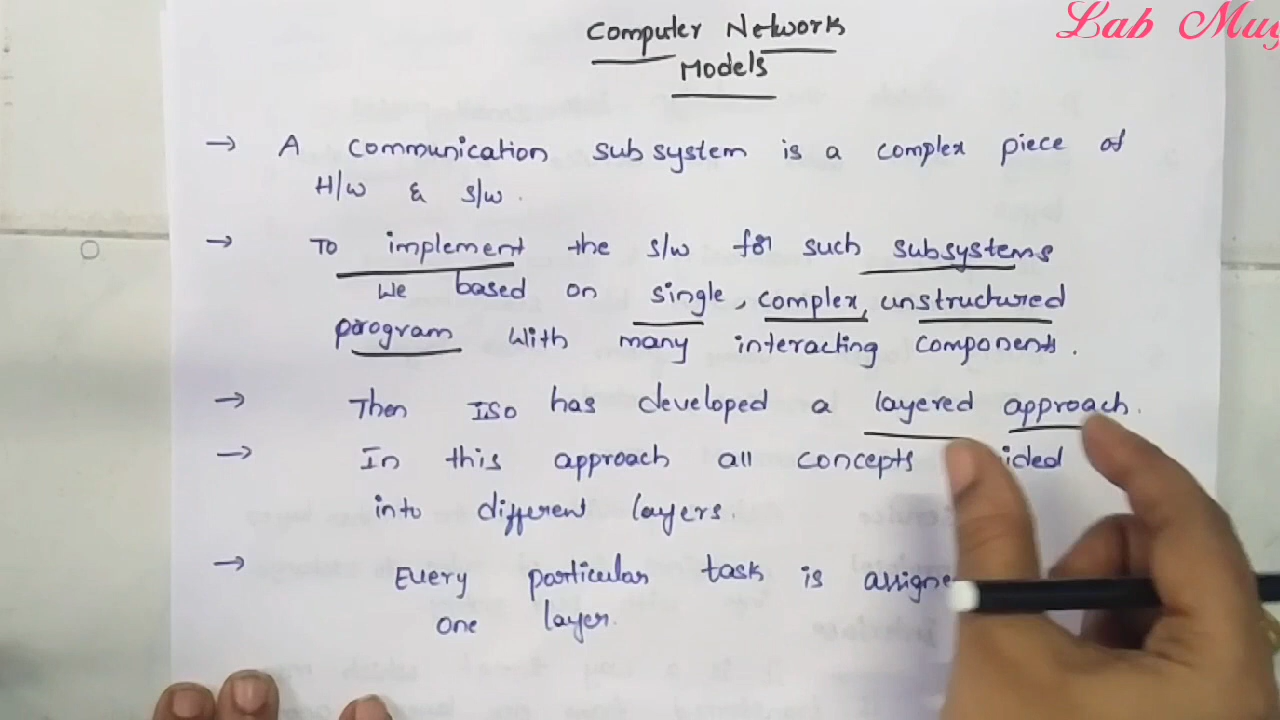 Lab Mug
Computer Network
Models
→ A communication subsystem is a complex piece of
H/w & s/w.
→ To implement the s/w for such subsystems
We based on single, complex, unstructured
program with many interacting components.
→ Then ISO has developed a layered approach.
→ In this approach all concepts
into different layers.
→ Every particular task is
one layer.